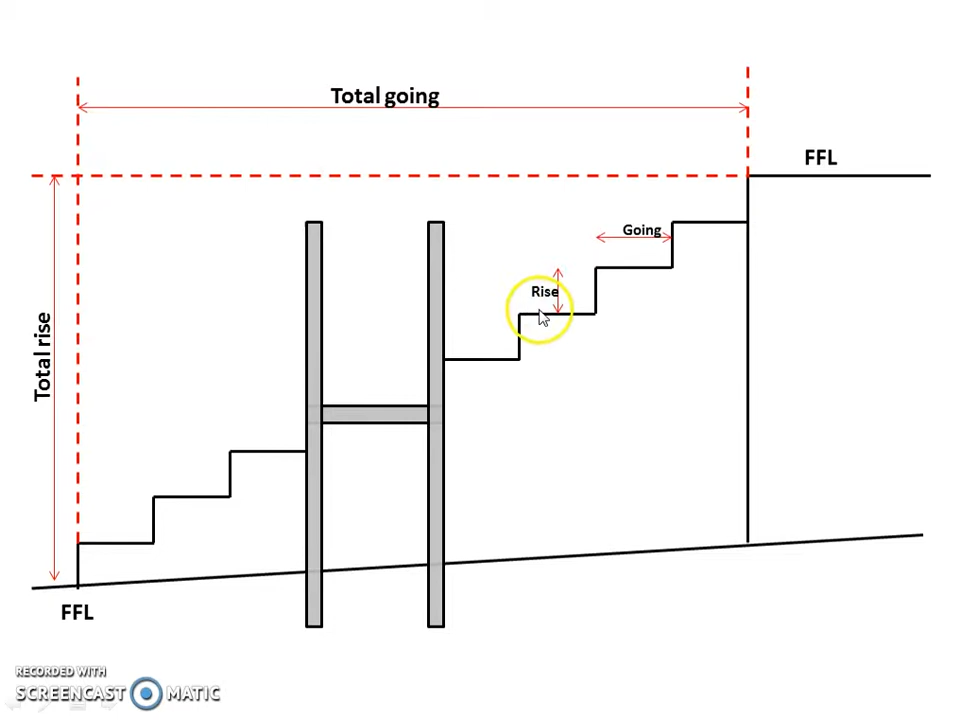 Total going
FFL
Going
Rise
Total rise
FFL
RECORDED WITH
SCREENCAST MATIC